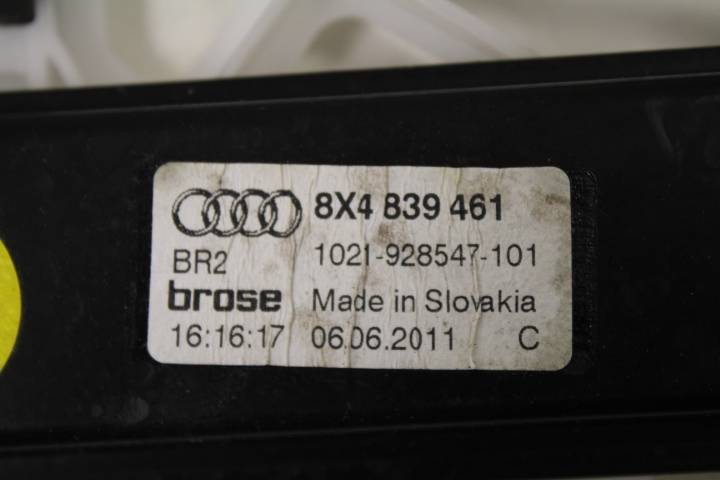 8X4 839 461
BR2 1021-928547-101
brose Made in Slovakia
16:16:17 06.06.2011 C